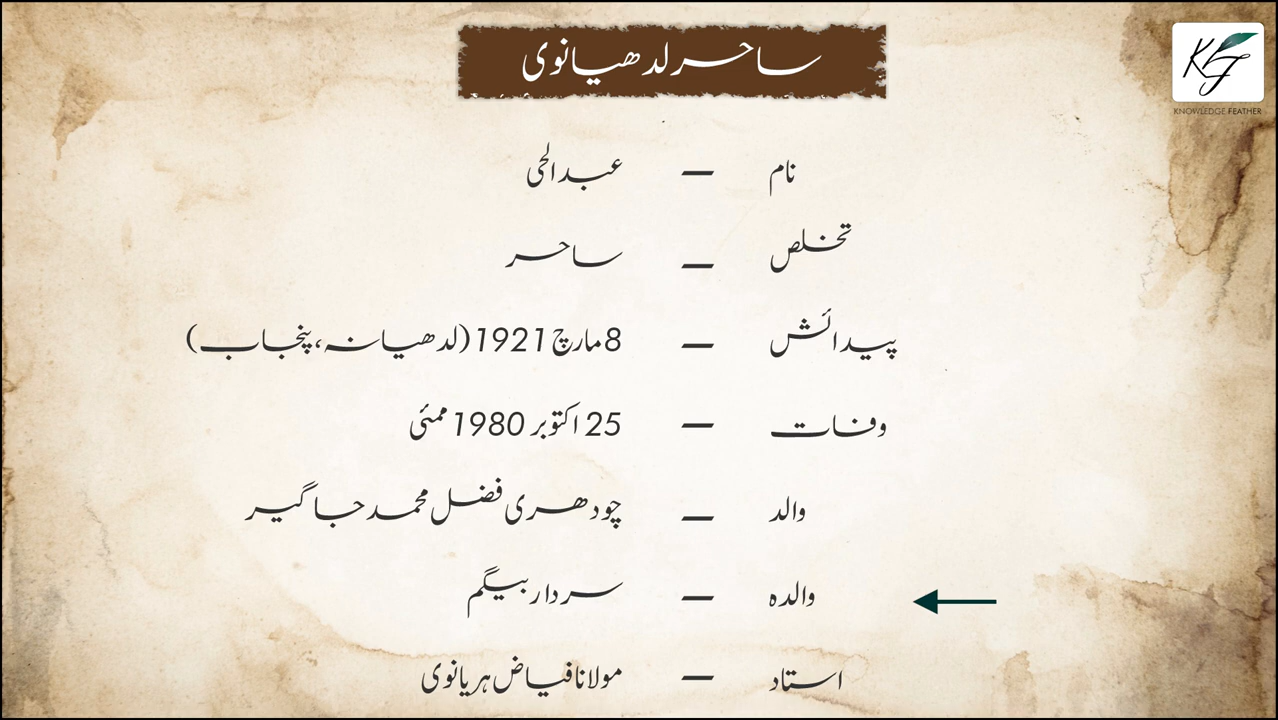 ساحر لدھیانوی
KNOWLEDGE FEATHER
نام — عبدالحی
تخلص — ساحر
پیدائش — 8 مارچ 1921 (لدھیانہ، پنجاب)
وفات — 25 اکتوبر 1980 ممئی
والد — چودھری فضل محمد جاگیر
والدہ — سردار بیگم
استاد — مولانا فیاض ہریانوی